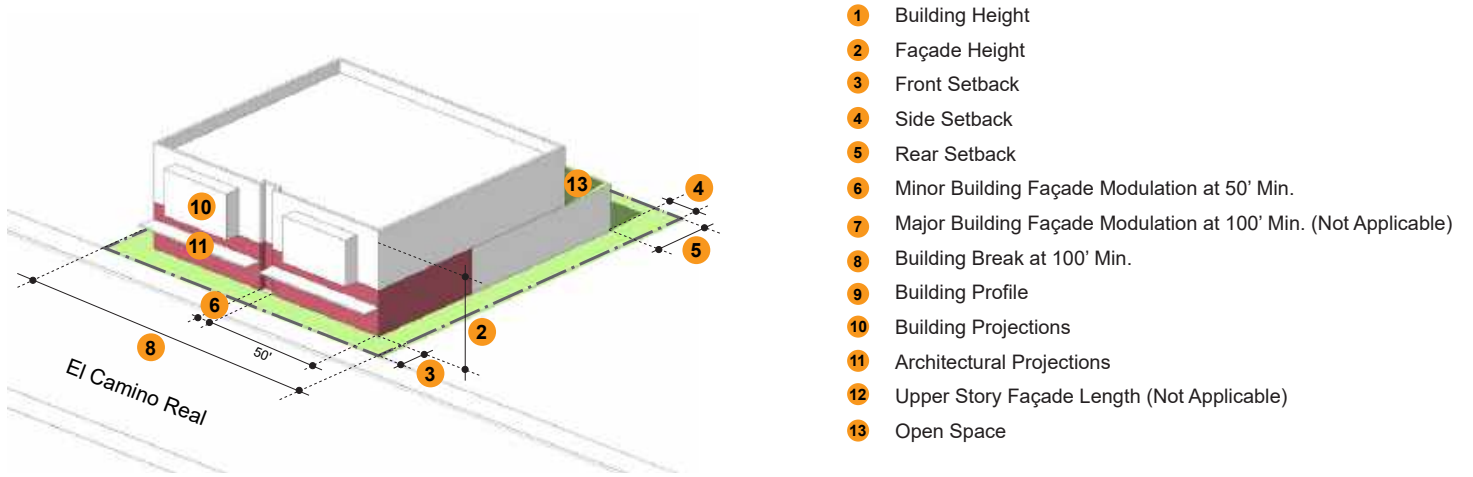 10
11
13
4
5
6
50’
8
2
3
El Camino Real
1 Building Height
2 Façade Height
3 Front Setback
4 Side Setback
5 Rear Setback
6 Minor Building Façade Modulation at 50’ Min.
7 Major Building Façade Modulation at 100’ Min. (Not Applicable)
8 Building Break at 100’ Min.
9 Building Profile
10 Building Projections
11 Architectural Projections
12 Upper Story Façade Length (Not Applicable)
13 Open Space